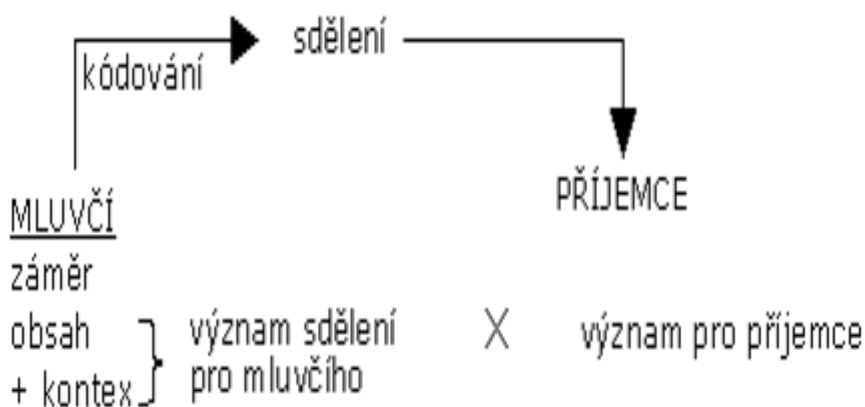 sdělení
kódování
PŘÍJEMCE
MLUVČÍ
záměr
obsah
+ kontex
význam sdělení
pro mluvčího
X
význam pro příjemce